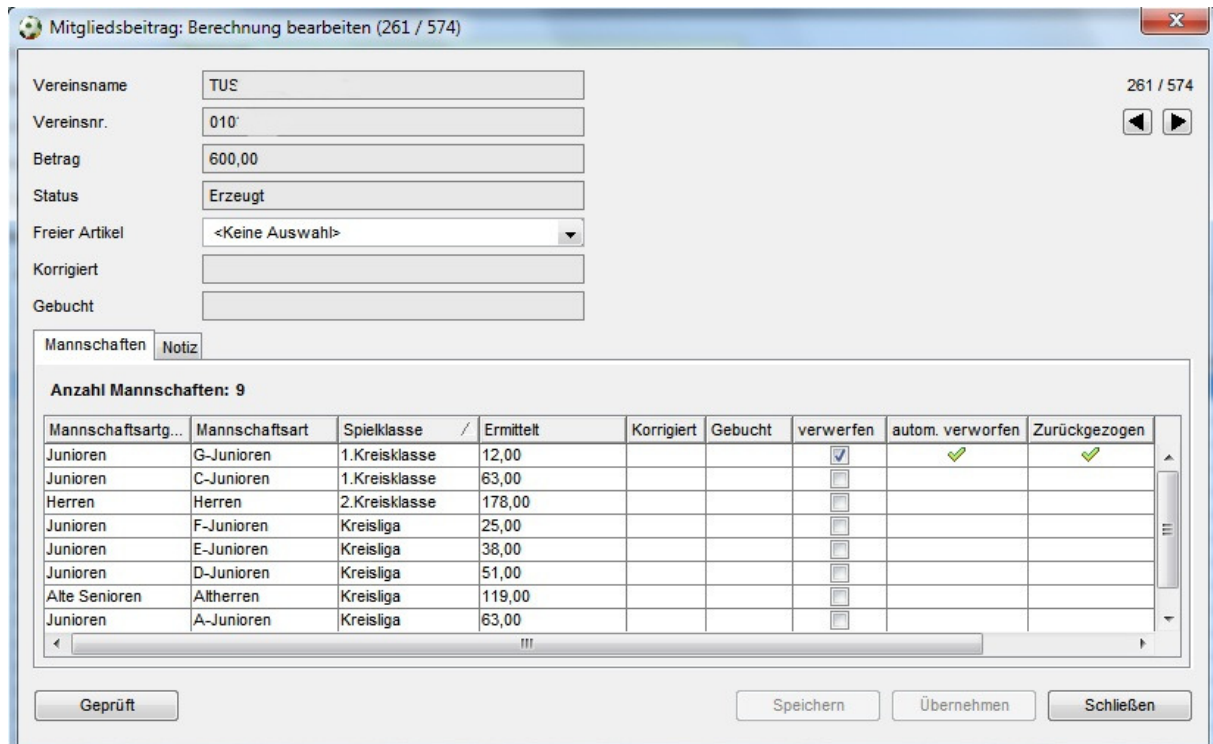 Mitgliedsbeitrag: Berechnung bearbeiten (261 / 574)
Vereinsname TUS 261 / 574
Vereinsnr. 010
Betrag 600,00
Status Erzeugt
Freier Artikel <Keine Auswahl>
Korrigiert
Gebucht
Mannschaften Notiz
Anzahl Mannschaften: 9
Mannschaftsartg... Mannschaftsart Spielklasse Ermittelt Korrigiert Gebucht verwerfen autom. verworfen Zurückgezogen
Junioren G-Junioren 1.Kreisklasse 12,00
Junioren C-Junioren 1.Kreisklasse 63,00
Herren Herren 2.Kreisklasse 178,00
Junioren F-Junioren Kreisliga 25,00
Junioren E-Junioren Kreisliga 38,00
Junioren D-Junioren Kreisliga 51,00
Alte Senioren Altherren Kreisliga 119,00
Junioren A-Junioren Kreisliga 63,00
Geprüft Speichern Übernehmen Schließen